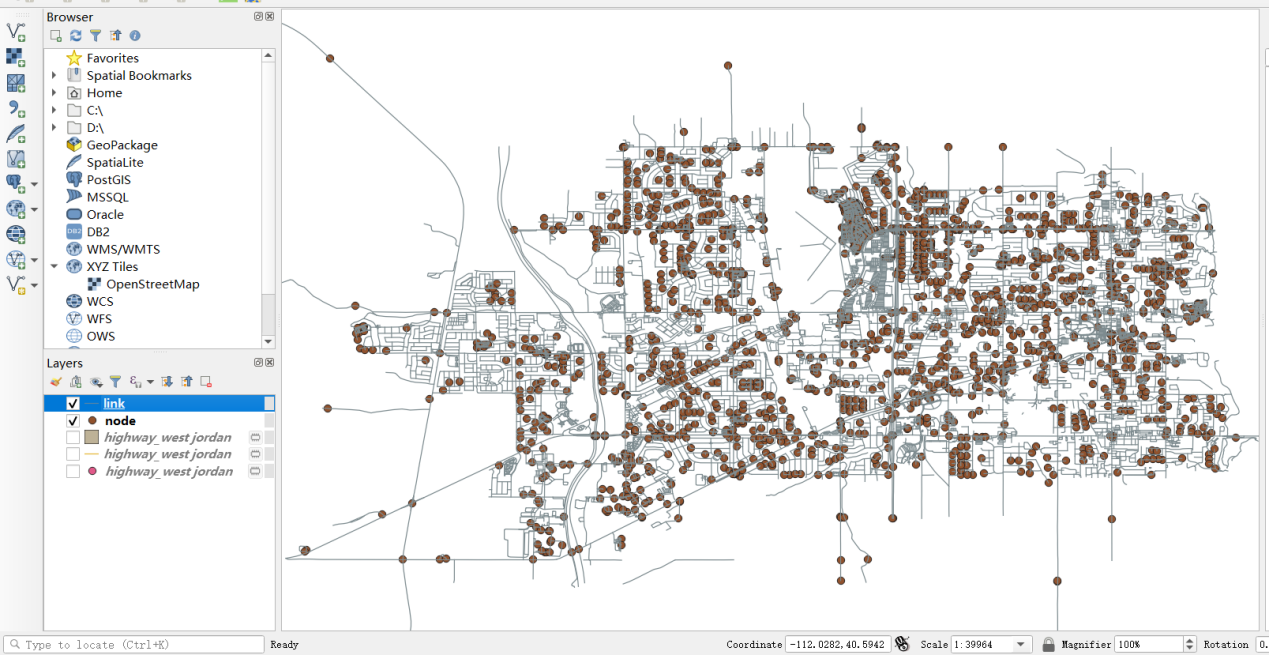 Browser
Favorites
Spatial Bookmarks
Home
C:\
D:\
GeoPackage
SpatiaLite
PostGIS
MSSQL
Oracle
DB2
DB2
WMS/WMTS
XYZ Tiles
OpenStreetMap
WCS
WFS
OWS
Layers
link
node
highway_west jordan
highway_west jordan
highway_west jordan
Type to locate (Ctrl+K)
Ready
Coordinate
-112.0282,40.5942
Scale
1:39964
Magnifier
100%
Rotation
0.